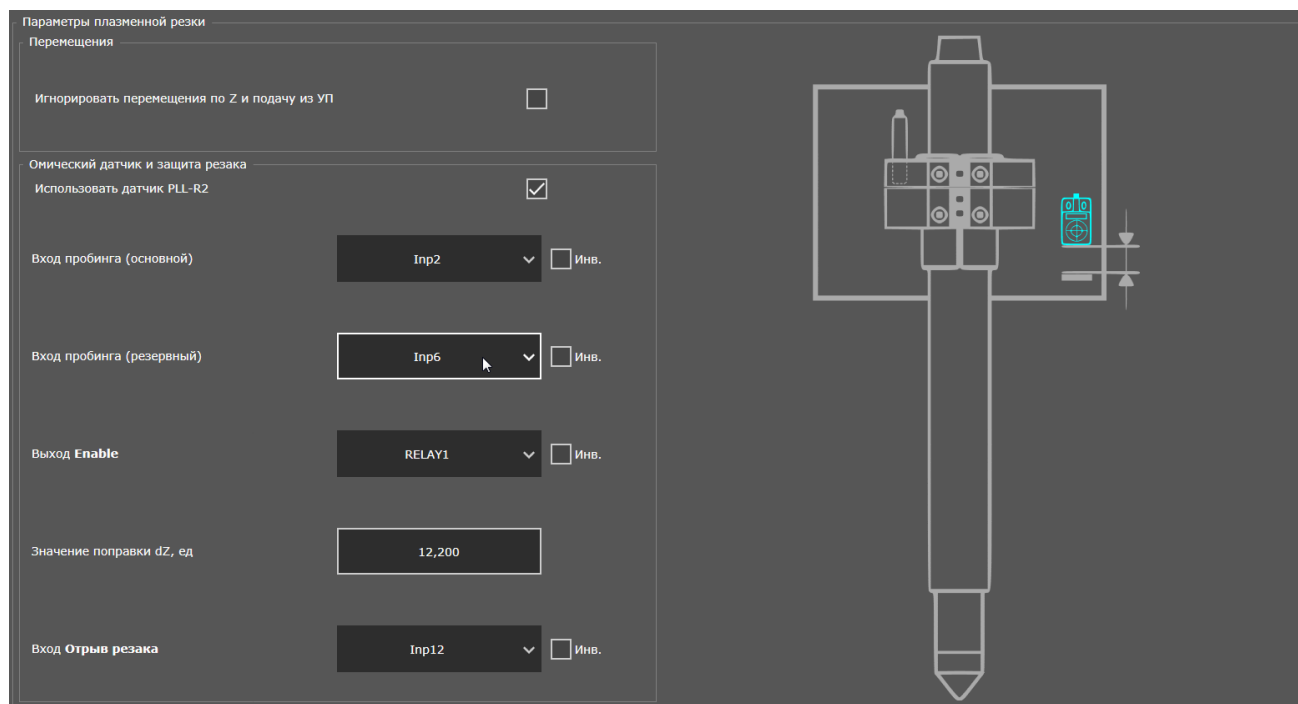 Параметры плазменной резки
Перемещения
Игнорировать перемещения по Z и подачу из УП
Омический датчик и защита резака
Использовать датчик PLL-R2
Вход пробинга (основной) Inp2 Инв.
Вход пробинга (резервный) Inp6 Инв.
Выход Enable RELAY1 Инв.
Значение поправки dZ, ед 12,200
Вход Отрыв резака Inp12 Инв.